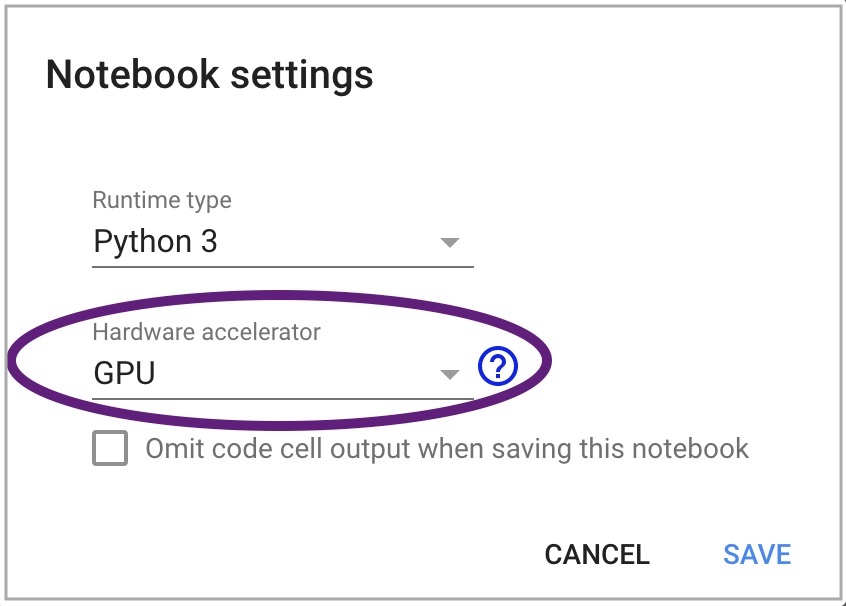 Notebook settings
Runtime type
Python 3
Hardware accelerator
GPU
?
Omit code cell output when saving this notebook
CANCEL SAVE